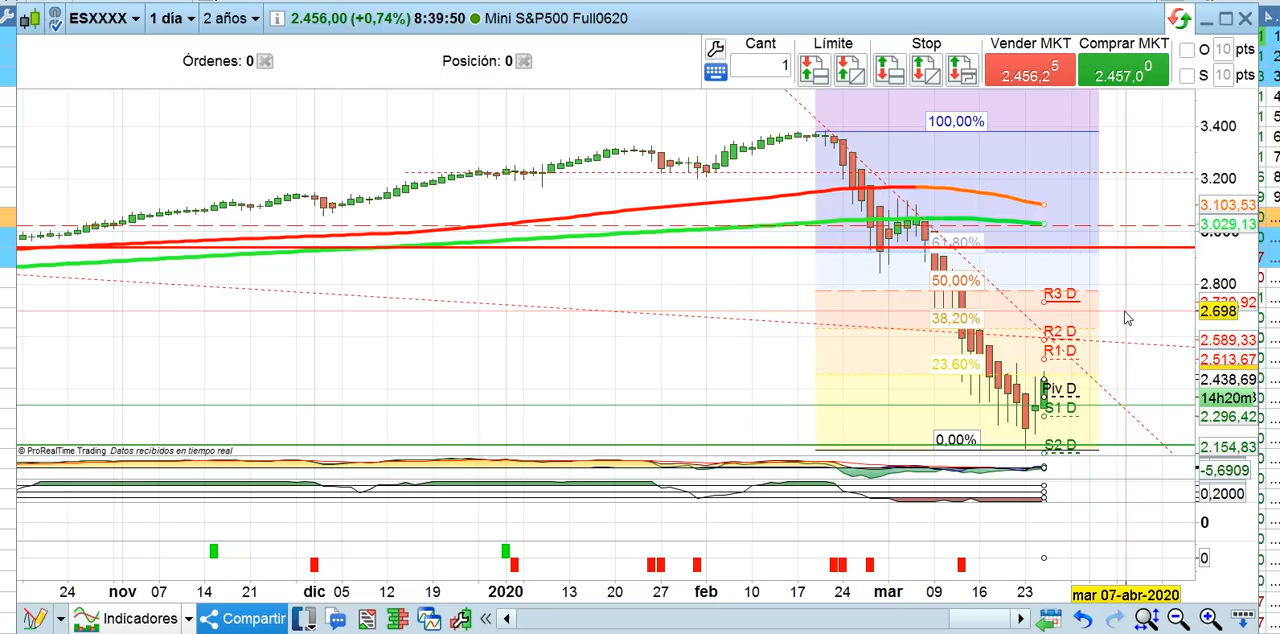 ESXXXX 1 día 2 años 2.456,00 (+0,74%) 8:39:50 Mini S&P500 Full0620
Órdenes: 0 Posición: 0 Cant Límite Stop Vender MKT Comprar MKT O 10 pts
1 2.456,2 5 2.457,0 0 S 10 pts
100,00%
61,80%
50,00%
38,20%
23,60%
0,00%
R3 D
R2 D
R1 D
Piv D
S1 D
S2 D
3.400
3.200
3.103,53
3.029,13
2.800
2.698
2.589,33
2.513,67
2.438,69
14h20m
2.296,42
2.154,83
© ProRealTime Trading Datos recibidos en tiempo real
-5,6909
0,2000
0
0
24 nov 07 14 21 dic 05 12 19 2020 13 20 27 feb 10 17 24 mar 09 16 23 mar 07-abr-2020
Indicadores Compartir